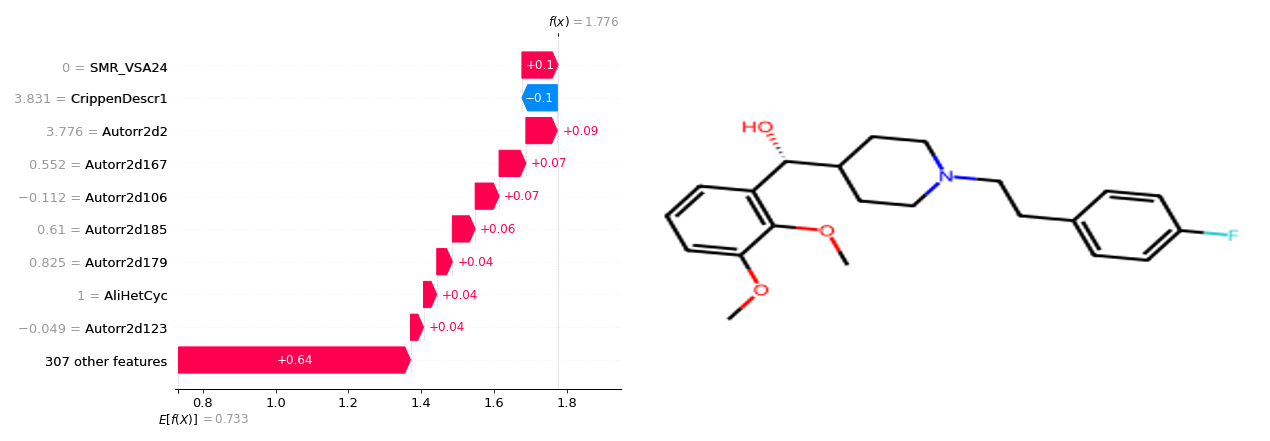 f(x) = 1.776
0 = SMR_VSA24
+0.1
3.831 = CrippenDescr1
−0.1
3.776 = Autorr2d2
+0.09
0.552 = Autorr2d167
+0.07
−0.112 = Autorr2d106
+0.07
0.61 = Autorr2d185
+0.06
0.825 = Autorr2d179
+0.04
1 = AliHetCyc
+0.04
−0.049 = Autorr2d123
+0.04
307 other features
+0.64
0.8 1.0 1.2 1.4 1.6 1.8
E[f(X)] = 0.733
HO
N
O
F
O